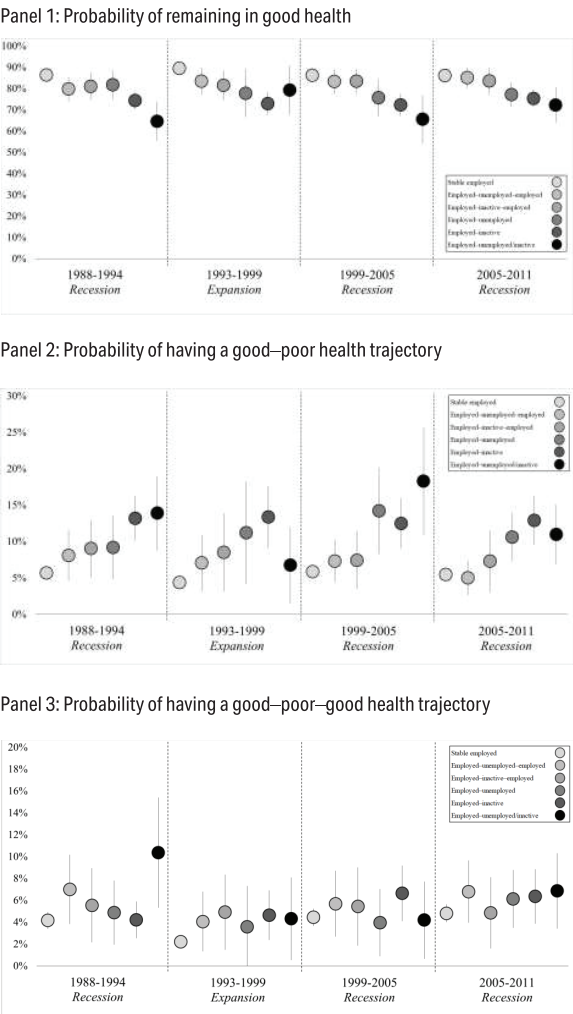 Panel 1: Probability of remaining in good health
100%
90%
80%
70%
60%
50%
40%
30%
20%
10%
0%
Stable employed
Employed-unemployed-employed
Employed-inactive-employed
Employed-unemployed
Employed-inactive
Employed-unemployed/inactive
1988-1994
Recession
1993-1999
Expansion
1999-2005
Recession
2005-2011
Recession
Panel 2: Probability of having a good–poor health trajectory
30%
25%
20%
15%
10%
5%
0%
Stable employed
Employed-unemployed-employed
Employed-inactive-employed
Employed-unemployed
Employed-inactive
Employed-unemployed/inactive
1988-1994
Recession
1993-1999
Expansion
1999-2005
Recession
2005-2011
Recession
Panel 3: Probability of having a good–poor–good health trajectory
20%
18%
16%
14%
12%
10%
8%
6%
4%
2%
0%
Stable employed
Employed-unemployed-employed
Employed-inactive-employed
Employed-unemployed
Employed-inactive
Employed-unemployed/inactive
1988-1994
Recession
1993-1999
Expansion
1999-2005
Recession
2005-2011
Recession